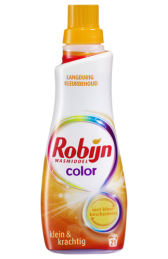 LANGDURIG
KLEURBEHOUD
Robijn
WASMIDDEL
color
klein &
krachtig